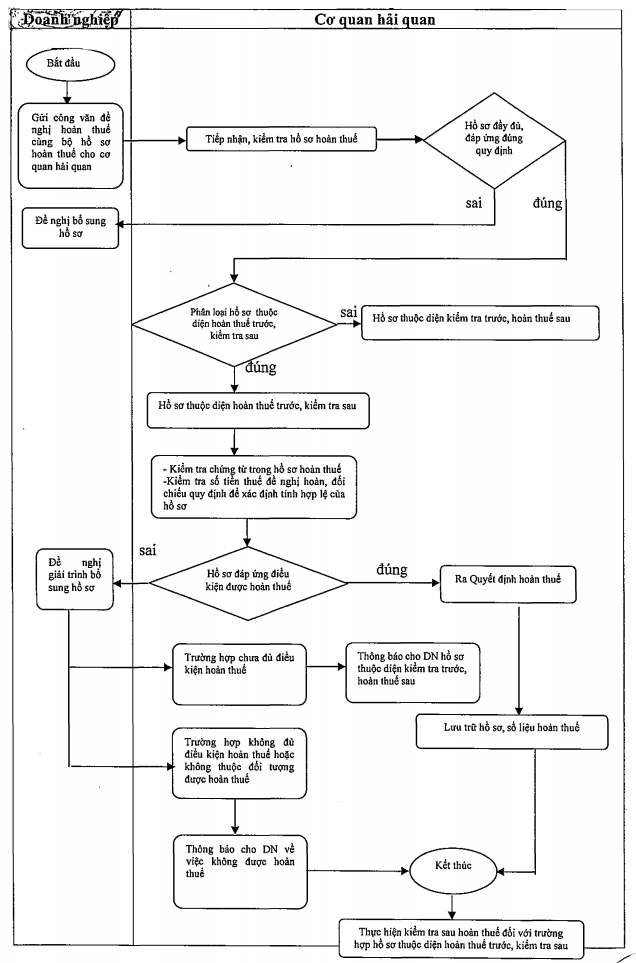 Doanh nghiệp
Cơ quan hải quan
Bắt đầu
Gửi công văn đề
nghị hoàn thuế
cùng bộ hồ sơ
hoàn thuế cho cơ
quan hải quan
Tiếp nhận, kiểm tra hồ sơ hoàn thuế
Hồ sơ đầy đủ,
đáp ứng đúng
quy định
sai
đúng
Đề nghị bổ sung
hồ sơ
Phân loại hồ sơ thuộc
diện hoàn thuế trước,
kiểm tra sau
sai
Hồ sơ thuộc diện kiểm tra trước, hoàn thuế sau
đúng
Hồ sơ thuộc diện hoàn thuế trước, kiểm tra sau
- Kiểm tra chứng từ trong hồ sơ hoàn thuế
-Kiểm tra số tiền thuế đề nghị hoàn, đối
chiếu quy định để xác định tính hợp lệ của
hồ sơ
sai
Đề nghị
giải trình bổ
sung hồ sơ
Hồ sơ đáp ứng điều
kiện được hoàn thuế
đúng
Ra Quyết định hoàn thuế
Trường hợp chưa đủ điều
kiện hoàn thuế
Thông báo cho DN hồ sơ
thuộc diện kiểm tra trước,
hoàn thuế sau
Lưu trữ hồ sơ, số liệu hoàn thuế
Trường hợp không đủ
điều kiện hoàn thuế hoặc
không thuộc đối tượng
được hoàn thuế
Thông báo cho DN về
việc không được hoàn
thuế
Kết thúc
Thực hiện kiểm tra sau hoàn thuế đối với trường
hợp hồ sơ thuộc diện hoàn thuế trước, kiểm tra sau